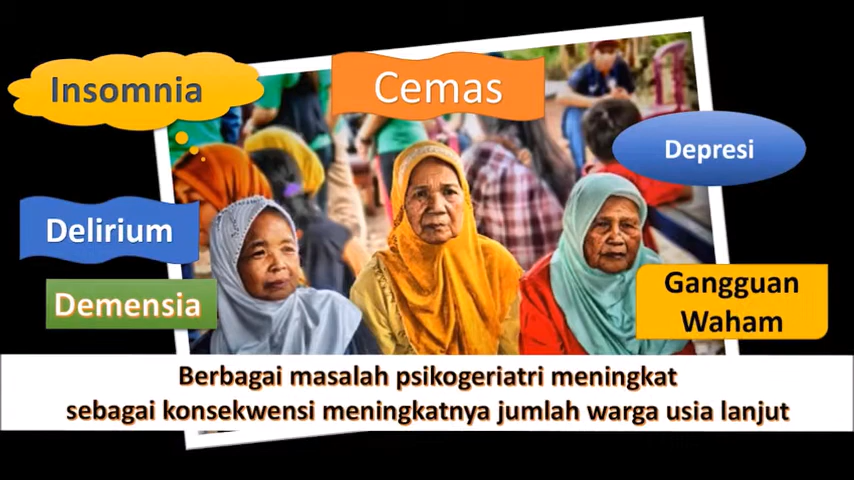 Insomnia
Cemas
Depresi
Delirium
Demensia
Gangguan
Waham
Berbagai masalah psikogeriatri meningkat
sebagai konsekwensi meningkatnya jumlah warga usia lanjut